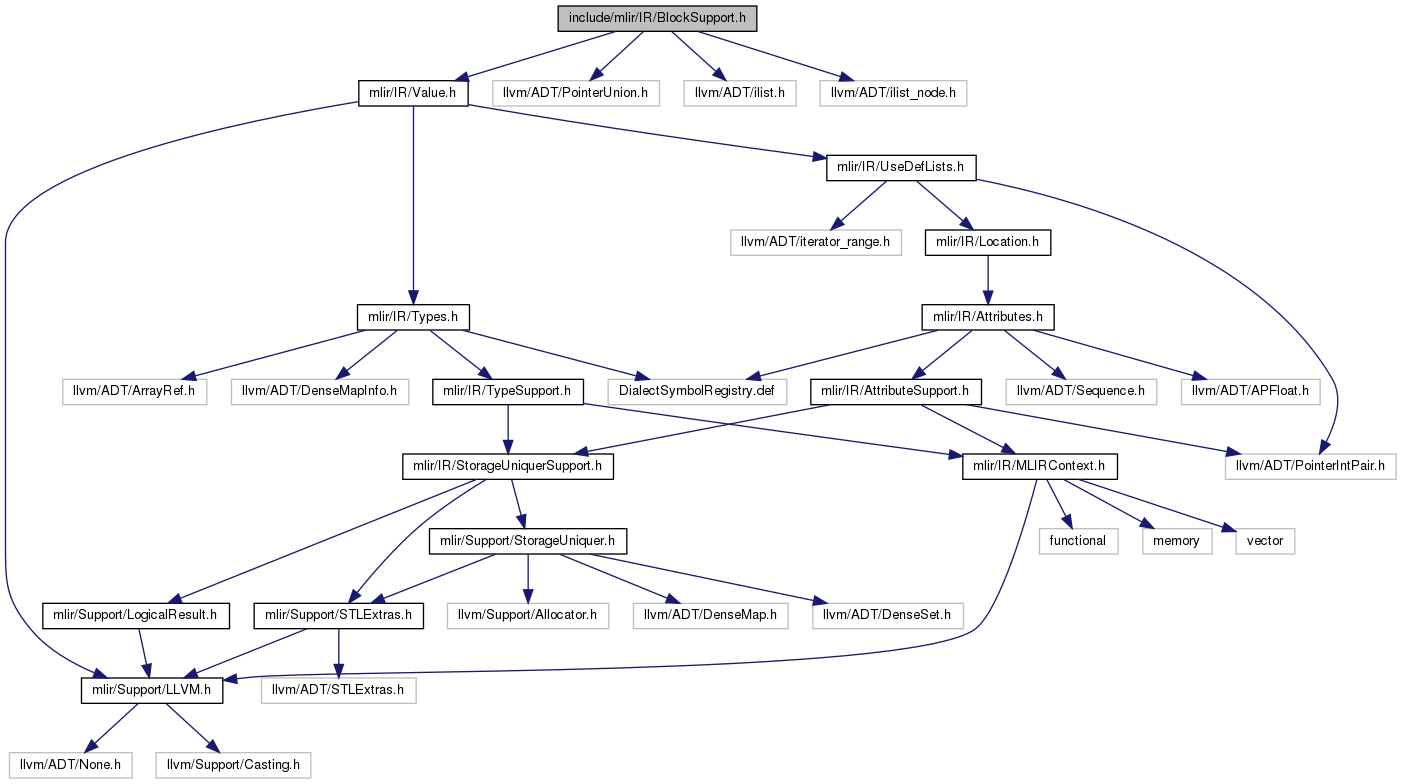 include/mlir/IR/BlockSupport.h
mlir/IR/Value.h
llvm/ADT/PointerUnion.h
llvm/ADT/ilist.h
llvm/ADT/ilist_node.h
mlir/IR/UseDefLists.h
llvm/ADT/iterator_range.h
mlir/IR/Location.h
mlir/IR/Types.h
mlir/IR/Attributes.h
llvm/ADT/ArrayRef.h
llvm/ADT/DenseMapInfo.h
mlir/IR/TypeSupport.h
DialectSymbolRegistry.def
mlir/IR/AttributeSupport.h
llvm/ADT/Sequence.h
llvm/ADT/APFloat.h
mlir/IR/StorageUniquerSupport.h
mlir/IR/MLIRContext.h
llvm/ADT/PointerIntPair.h
mlir/Support/StorageUniquer.h
functional
memory
vector
mlir/Support/LogicalResult.h
mlir/Support/STLExtras.h
llvm/Support/Allocator.h
llvm/ADT/DenseMap.h
llvm/ADT/DenseSet.h
mlir/Support/LLVM.h
llvm/ADT/STLExtras.h
llvm/ADT/None.h
llvm/Support/Casting.h